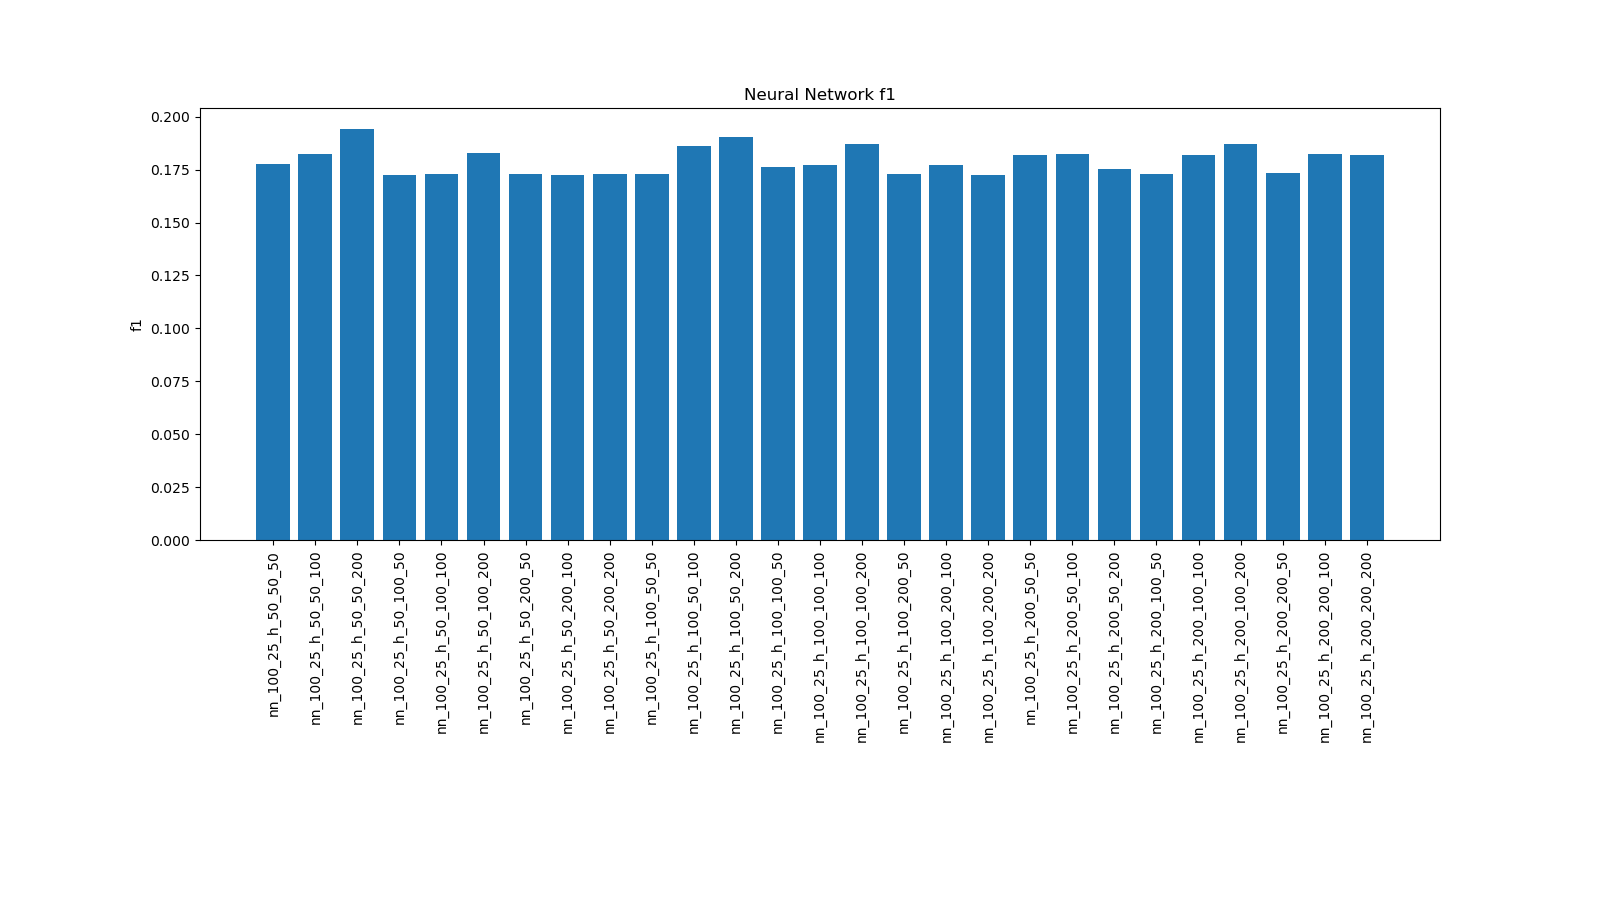 Neural Network f1
0.200
0.175
0.150
0.125
0.100
0.075
0.050
0.025
0.000
f1
nn_100_25_h_50_50_50
nn_100_25_h_50_50_100
nn_100_25_h_50_50_200
nn_100_25_h_50_100_50
nn_100_25_h_50_100_100
nn_100_25_h_50_100_200
nn_100_25_h_50_200_50
nn_100_25_h_50_200_100
nn_100_25_h_50_200_200
nn_100_25_h_100_50_50
nn_100_25_h_100_50_100
nn_100_25_h_100_50_200
nn_100_25_h_100_100_50
nn_100_25_h_100_100_100
nn_100_25_h_100_100_200
nn_100_25_h_100_200_50
nn_100_25_h_100_200_100
nn_100_25_h_100_200_200
nn_100_25_h_200_50_50
nn_100_25_h_200_50_100
nn_100_25_h_200_50_200
nn_100_25_h_200_100_50
nn_100_25_h_200_100_100
nn_100_25_h_200_100_200
nn_100_25_h_200_200_50
nn_100_25_h_200_200_100
nn_100_25_h_200_200_200